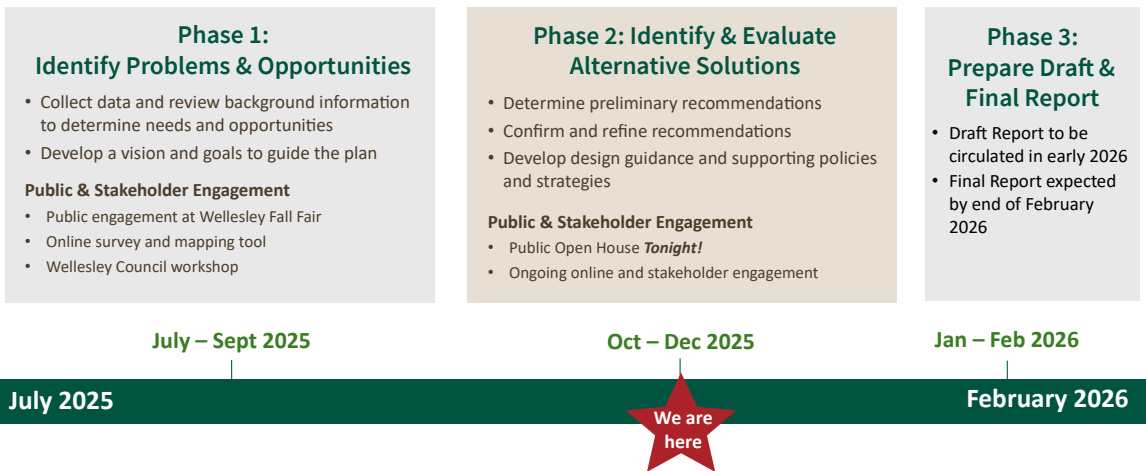 Phase 1:
Identify Problems & Opportunities
• Collect data and review background information
to determine needs and opportunities
• Develop a vision and goals to guide the plan
Public & Stakeholder Engagement
• Public engagement at Wellesley Fall Fair
• Online survey and mapping tool
• Wellesley Council workshop
Phase 2: Identify & Evaluate
Alternative Solutions
• Determine preliminary recommendations
• Confirm and refine recommendations
• Develop design guidance and supporting policies
and strategies
Public & Stakeholder Engagement
• Public Open House Tonight!
• Ongoing online and stakeholder engagement
Phase 3:
Prepare Draft &
Final Report
• Draft Report to be
circulated in early 2026
• Final Report expected
by end of February
2026
July – Sept 2025
Oct – Dec 2025
Jan – Feb 2026
July 2025
We are
here
February 2026